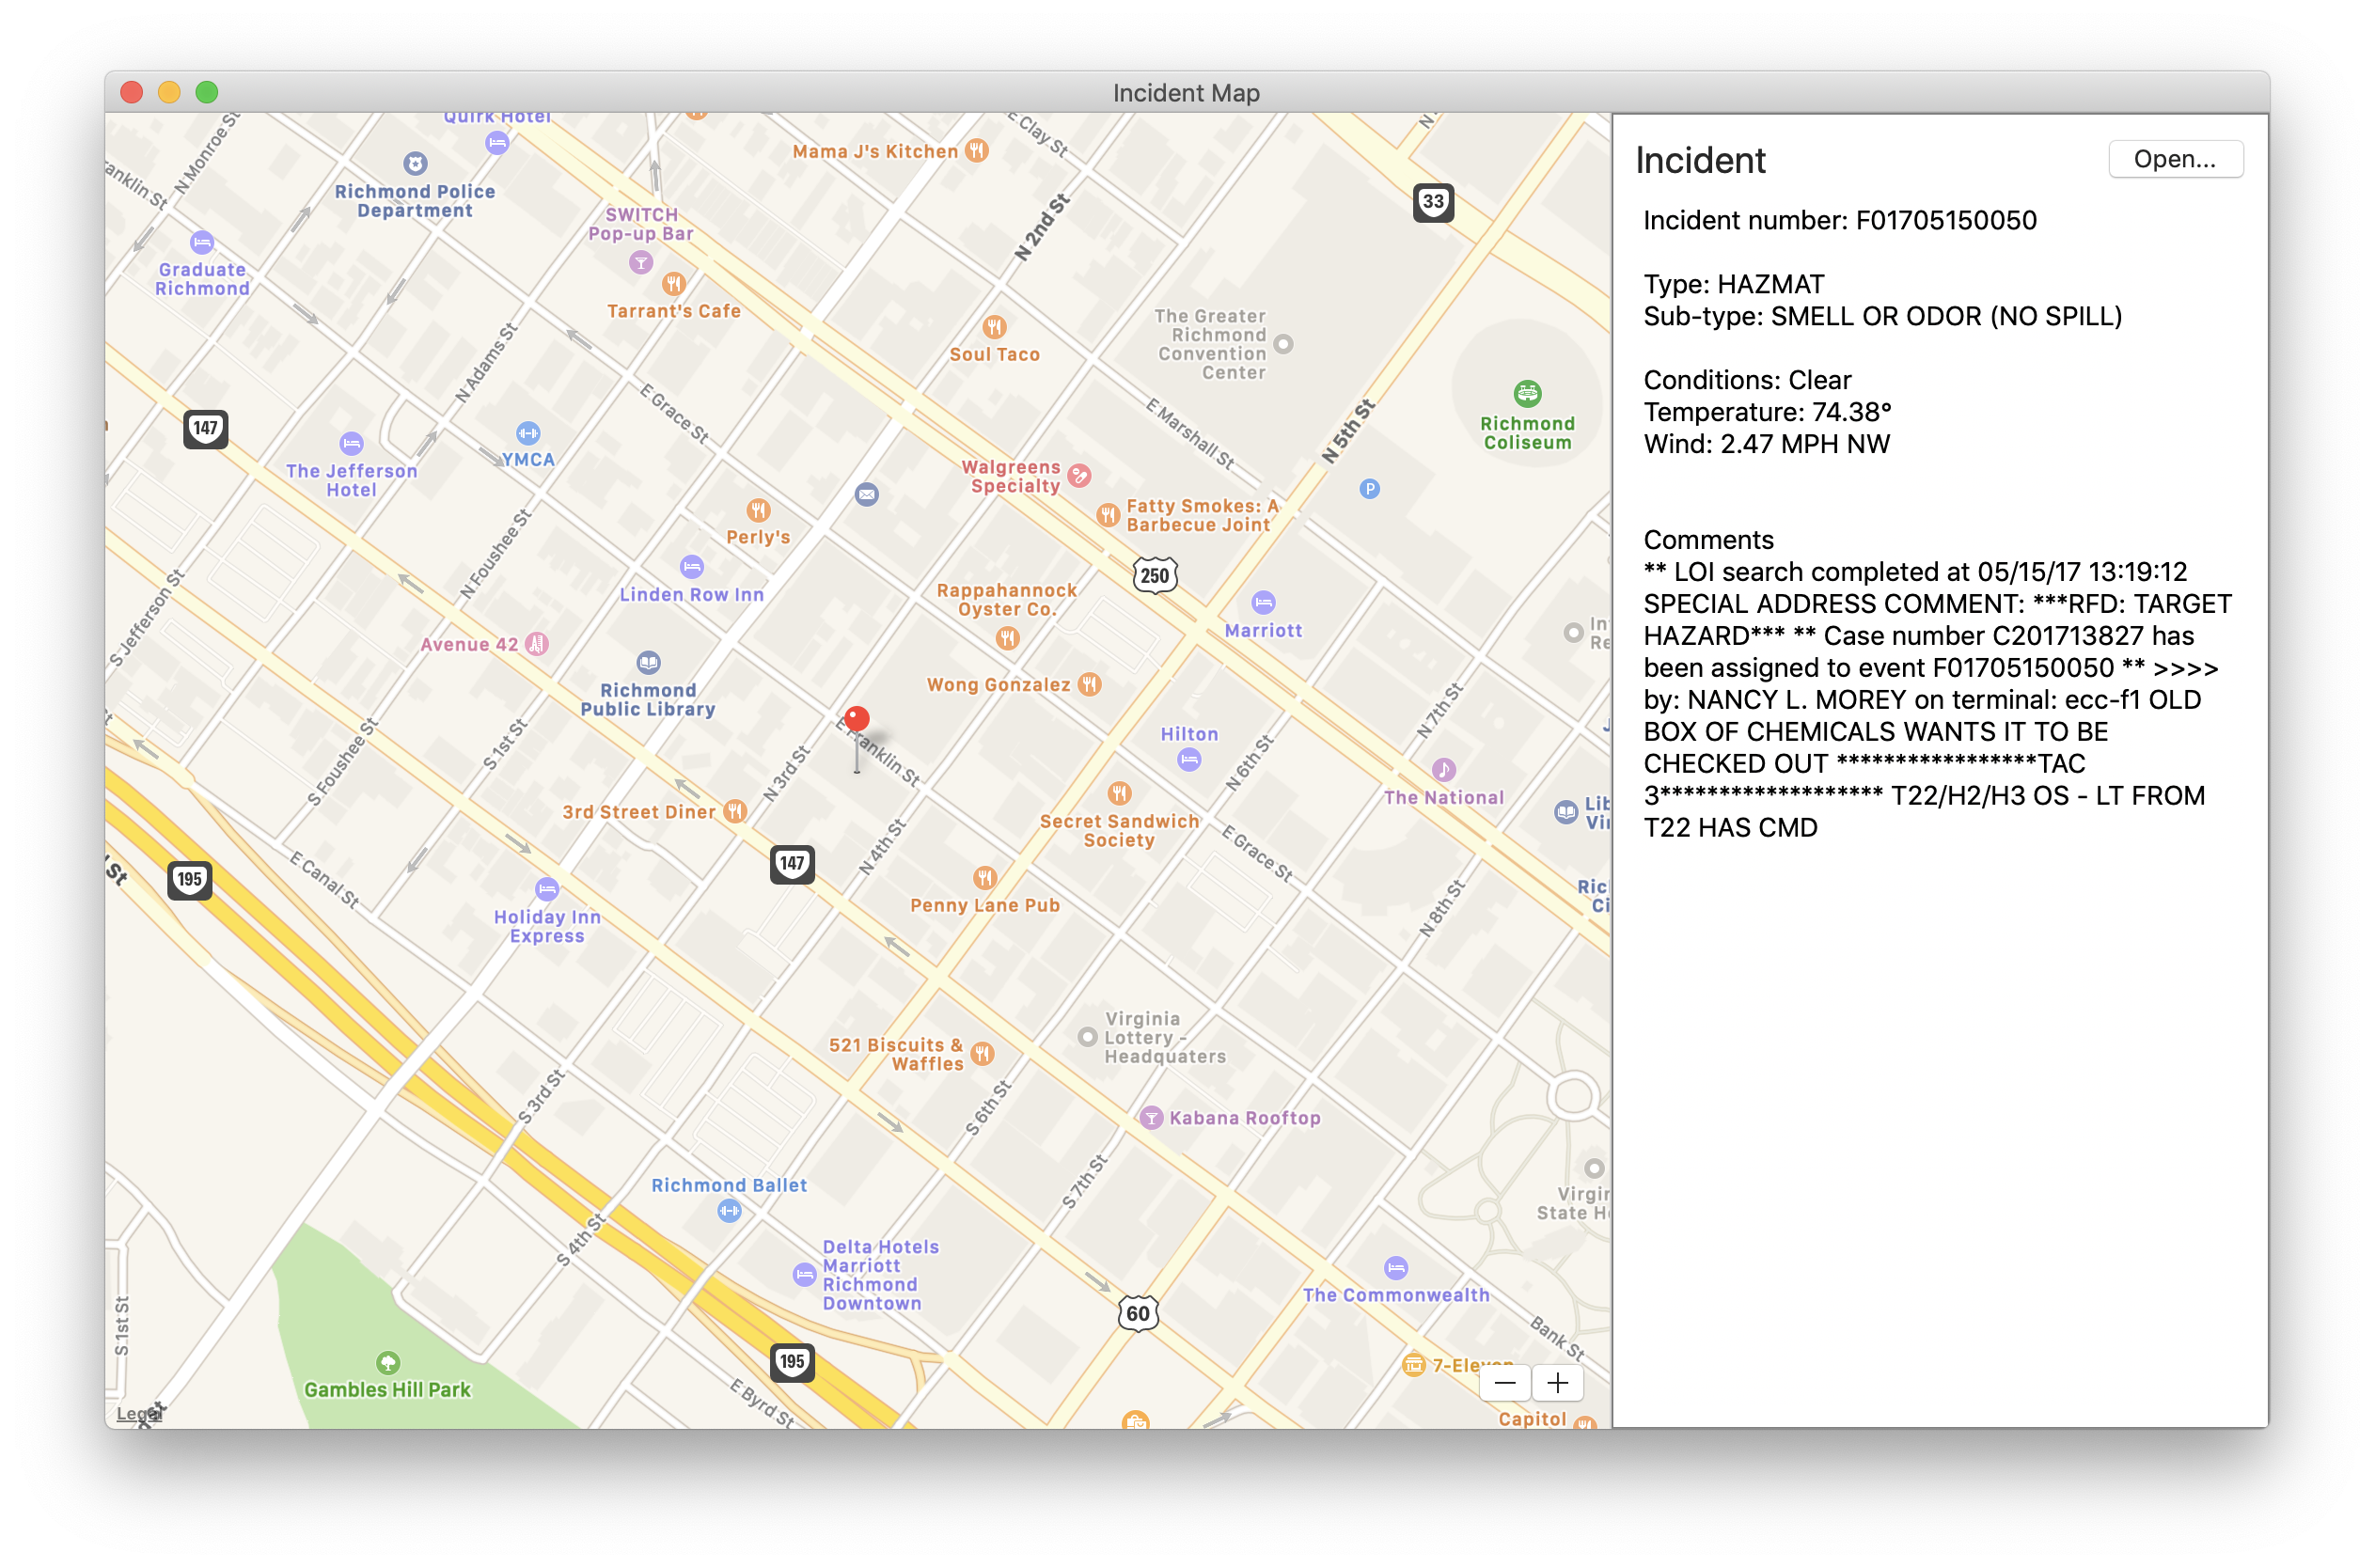 Incident Map
Quirk Hotel
E Clay St
N Monroe St
Mama J's Kitchen
Richmond Police
Department
anklin St
33
SWITCH
Pop-up Bar
N 2nd St
Graduate
Richmond
Tarrant's Cafe
The Greater
Richmond
Convention
Center
Soul Taco
N Adams St
E Grace St
E Marshall St
N 5th St
Richmond
Coliseum
147
YMCA
The Jefferson
Hotel
Walgreens
Specialty
P
Fatty Smokes: A
Barbecue Joint
Perly's
N Foushee St
250
Linden Row Inn
Rappahannock
Oyster Co.
S Jefferson St
Marriott
Avenue 42
Richmond
Public Library
Wong Gonzalez
N 7th St
E Franklin St
Hilton
S 1st St
S Foushee St
N 3rd St
N 6th St
The National
3rd Street Diner
Secret Sandwich
Society
N 4th St
E Grace St
147
195
St
E Canal St
Penny Lane Pub
N 8th St
Holiday Inn
Express
Virginia
Lottery -
Headquaters
521 Biscuits &
Waffles
S 3rd St
S 6th St
Kabana Rooftop
S 7th St
Richmond Ballet
Virgin
State H
S 4th St
Delta Hotels
Marriott
Richmond
Downtown
The Commonwealth
60
S 1st St
Bank St
195
7-Eleven
Gambles Hill Park
E Byrd St
Legal
Capitol
− +
Incident
Open...
Incident number: F01705150050
Type: HAZMAT
Sub-type: SMELL OR ODOR (NO SPILL)
Conditions: Clear
Temperature: 74.38°
Wind: 2.47 MPH NW
Comments
** LOI search completed at 05/15/17 13:19:12
SPECIAL ADDRESS COMMENT: ***RFD: TARGET
HAZARD*** ** Case number C201713827 has
been assigned to event F01705150050 ** >>>>
by: NANCY L. MOREY on terminal: ecc-f1 OLD
BOX OF CHEMICALS WANTS IT TO BE
CHECKED OUT *****************TAC
3******************* T22/H2/H3 OS - LT FROM
T22 HAS CMD